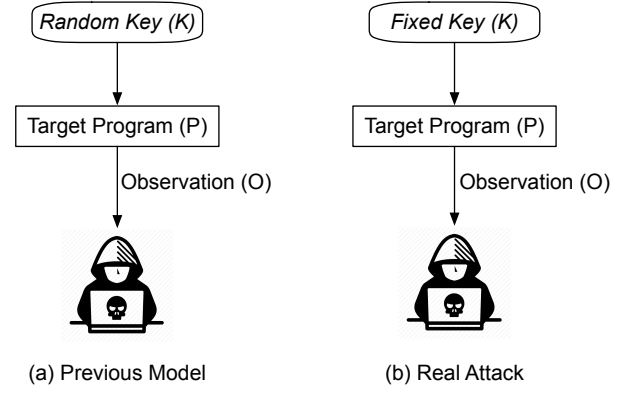 Random Key (K)
Fixed Key (K)
Target Program (P)
Target Program (P)
Observation (O)
Observation (O)
(a) Previous Model
(b) Real Attack